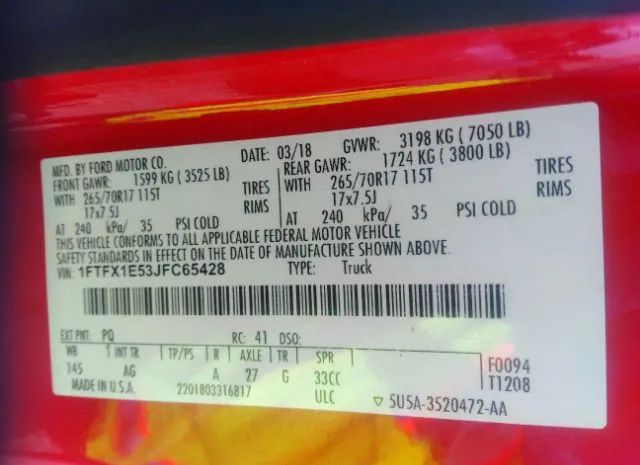 MFD. BY FORD MOTOR CO.
DATE: 03/18 GVWR: 3198 KG ( 7050 LB)
FRONT GAWR: 1599 KG ( 3525 LB) REAR GAWR: 1724 KG ( 3800 LB)
WITH 265/70R17 115T TIRES WITH 265/70R17 115T TIRES
17x7.5J RIMS 17x7.5J RIMS
AT 240 kPa/ 35 PSI COLD AT 240 kPa/ 35 PSI COLD
THIS VEHICLE CONFORMS TO ALL APPLICABLE FEDERAL MOTOR VEHICLE
SAFETY STANDARDS IN EFFECT ON THE DATE OF MANUFACTURE SHOWN ABOVE.
VIN: 1FTFX1E53JFC65428 TYPE: Truck
EXT PNT: PQ RC: 41 DSO:
WB INT TR TP/PS R AXLE TR SPR
145 AG A 27 G 33CC
F0094
T1208
MADE IN U.S.A. 2201803316817 ULC
5U5A-3520472-AA